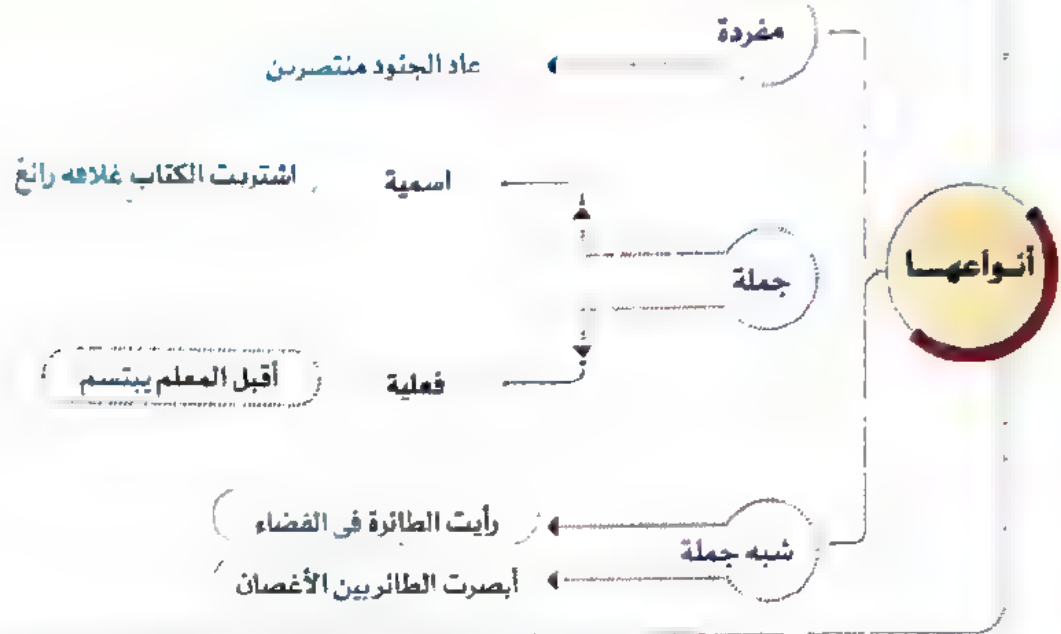 أنواعها
مفردة
عاد الجنود منتصرين
جملة
اسمية
اشتريت الكتاب غلافه رائع
فعلية
أقبل المعلم يبتسم
شبه جملة
رأيت الطائرة فى الفضاء
أبصرت الطائر بين الأغصان